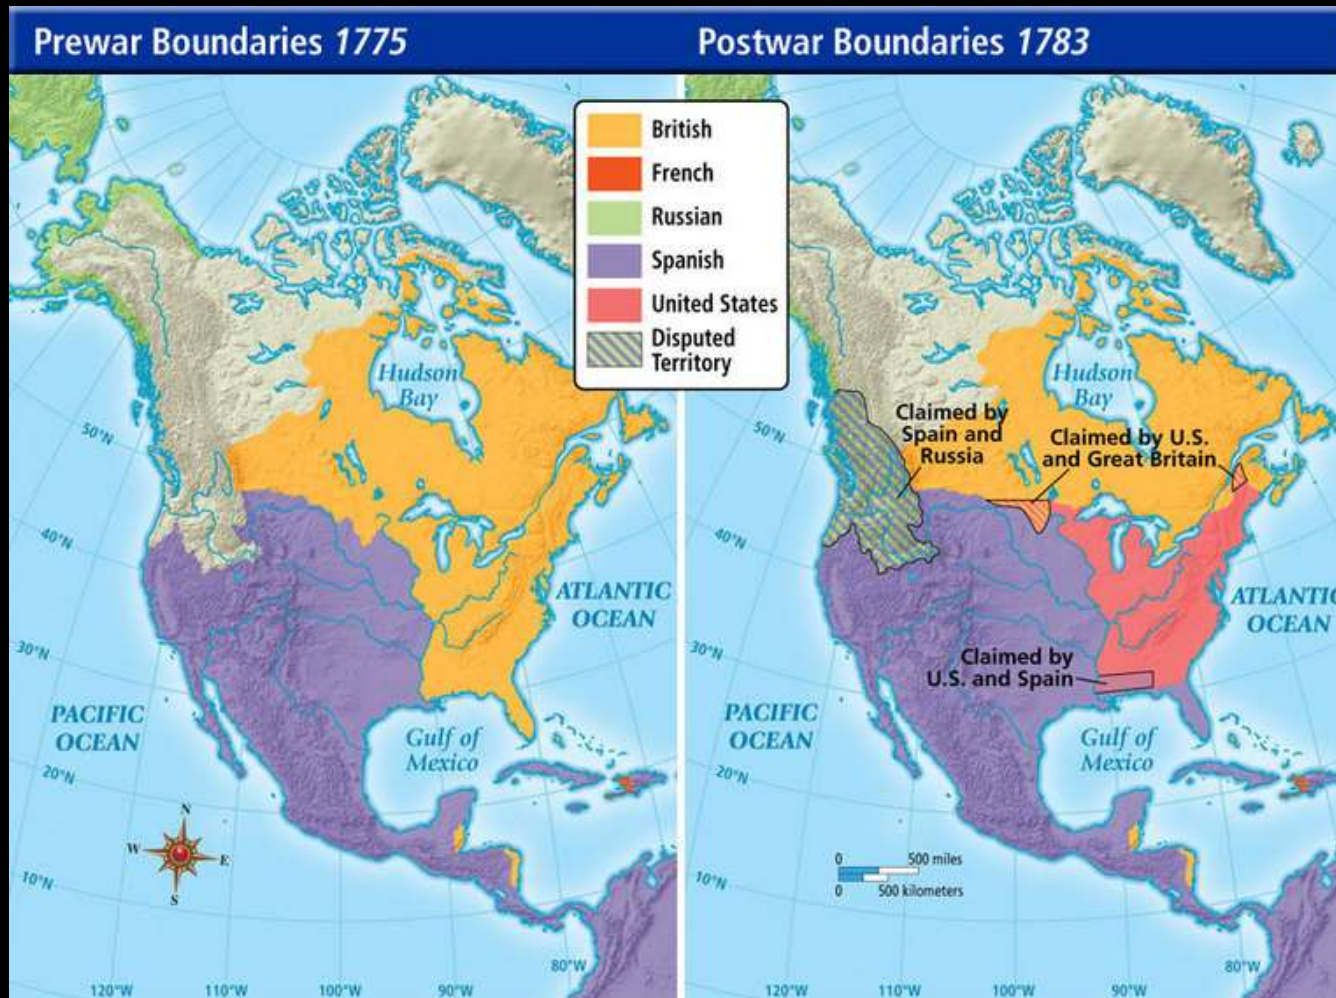 Prewar Boundaries 1775
Postwar Boundaries 1783
British
French
Russian
Spanish
United States
Disputed
Territory
Hudson
Bay
50°N
40°N
30°N
20°N
10°N
ATLANTIC
OCEAN
PACIFIC
OCEAN
Gulf of
Mexico
N
W
E
S
120°W
110°W
100°W
90°W
80°W
Hudson
Bay
Claimed by
Spain and
Russia
Claimed by U.S.
and Great Britain
50°N
40°N
30°N
20°N
10°N
ATLANTIC
OCEAN
Claimed by
U.S. and Spain
PACIFIC
OCEAN
Gulf of
Mexico
0 500 miles
0 500 kilometers
120°W
110°W
100°W
90°W
80°W